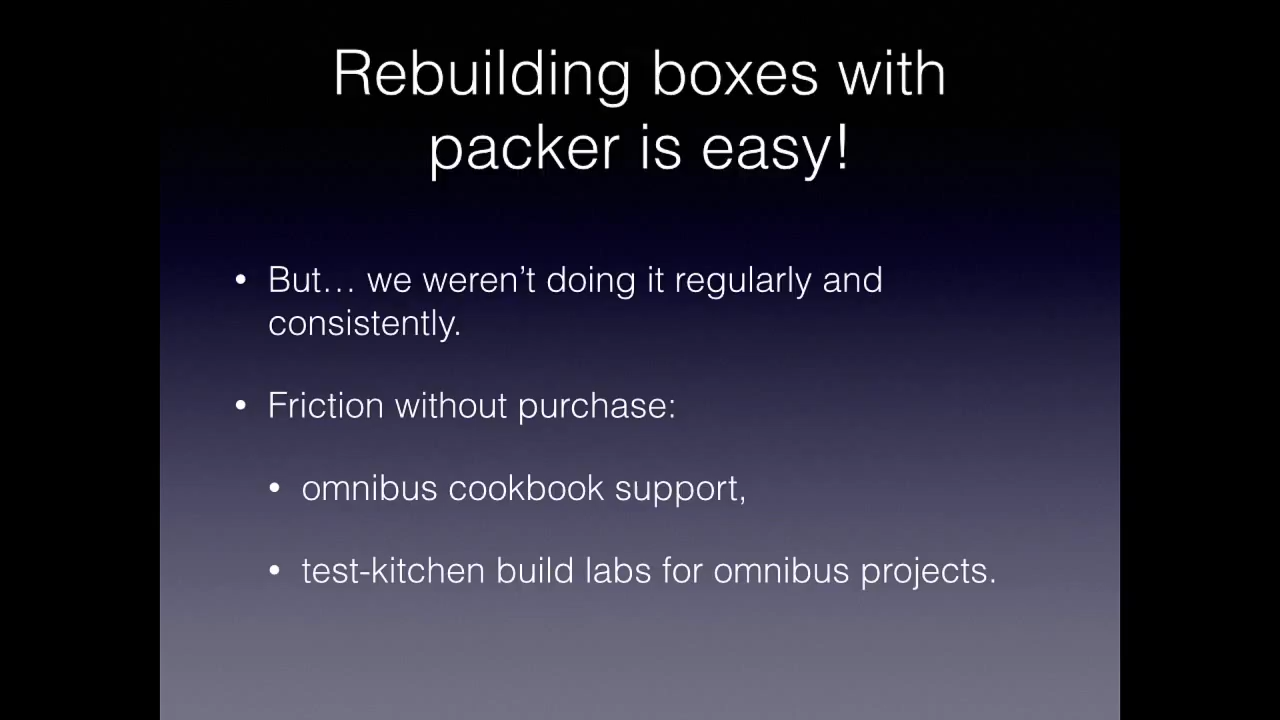 Rebuilding boxes with
packer is easy!
• But… we weren’t doing it regularly and
consistently.
• Friction without purchase:
• omnibus cookbook support,
• test-kitchen build labs for omnibus projects.